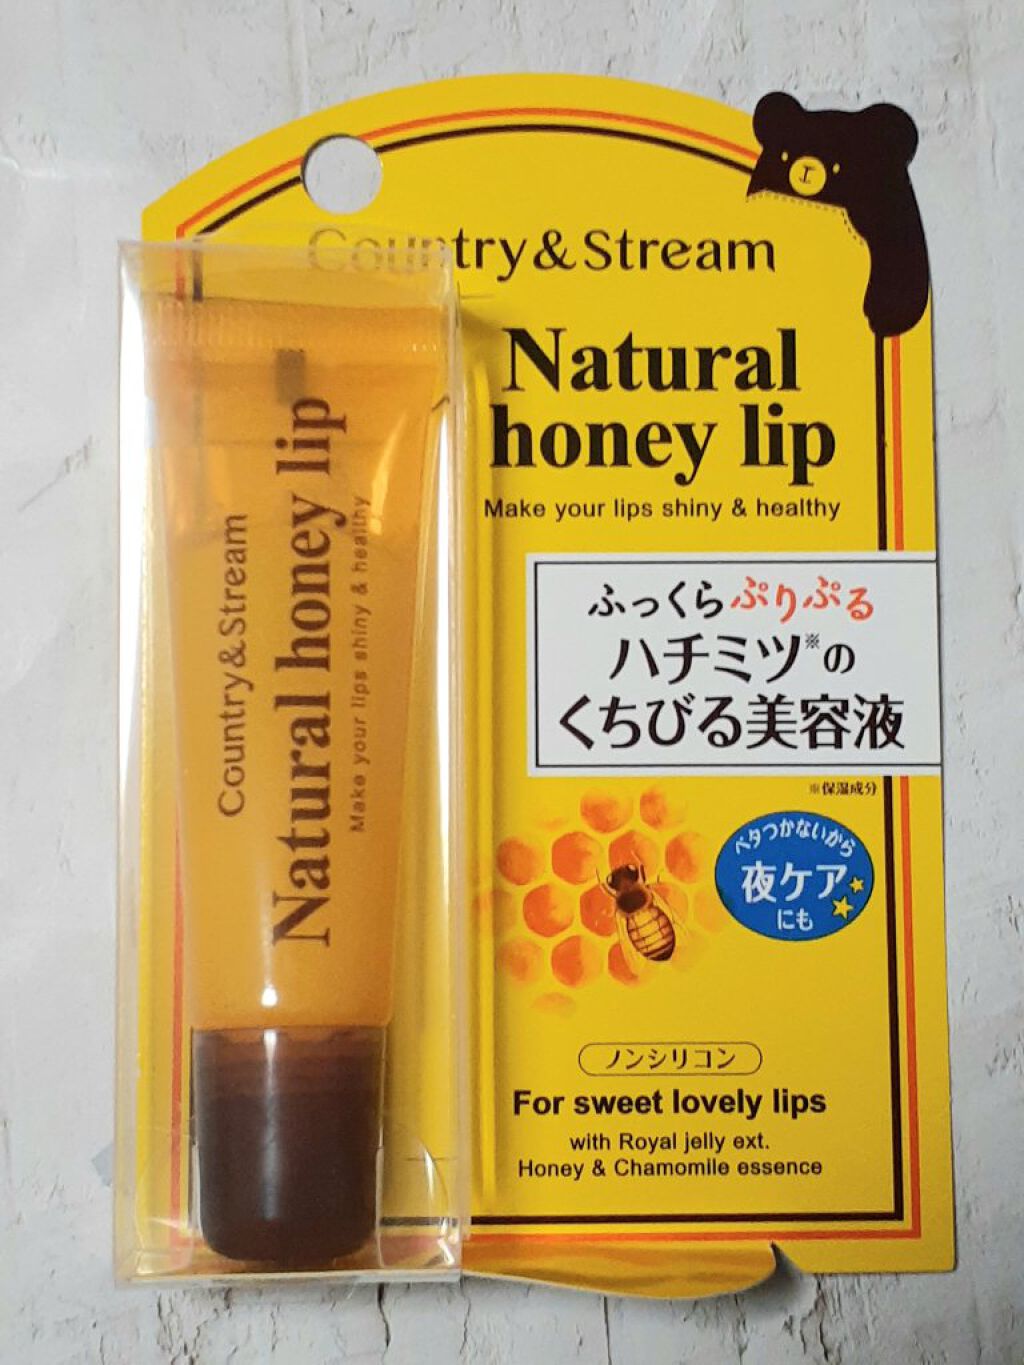 Country&Stream
Natural
honey lip
Make your lips shiny & healthy
ふっくらぷりぷる
ハチミツ※の
くちびる美容液
※保湿成分
ベタつかないから
夜ケア
にも
ノンシリコン
For sweet lovely lips
with Royal jelly ext.
Honey & Chamomile essence
Country&Stream
Natural honey lip
Make your lips shiny & healthy